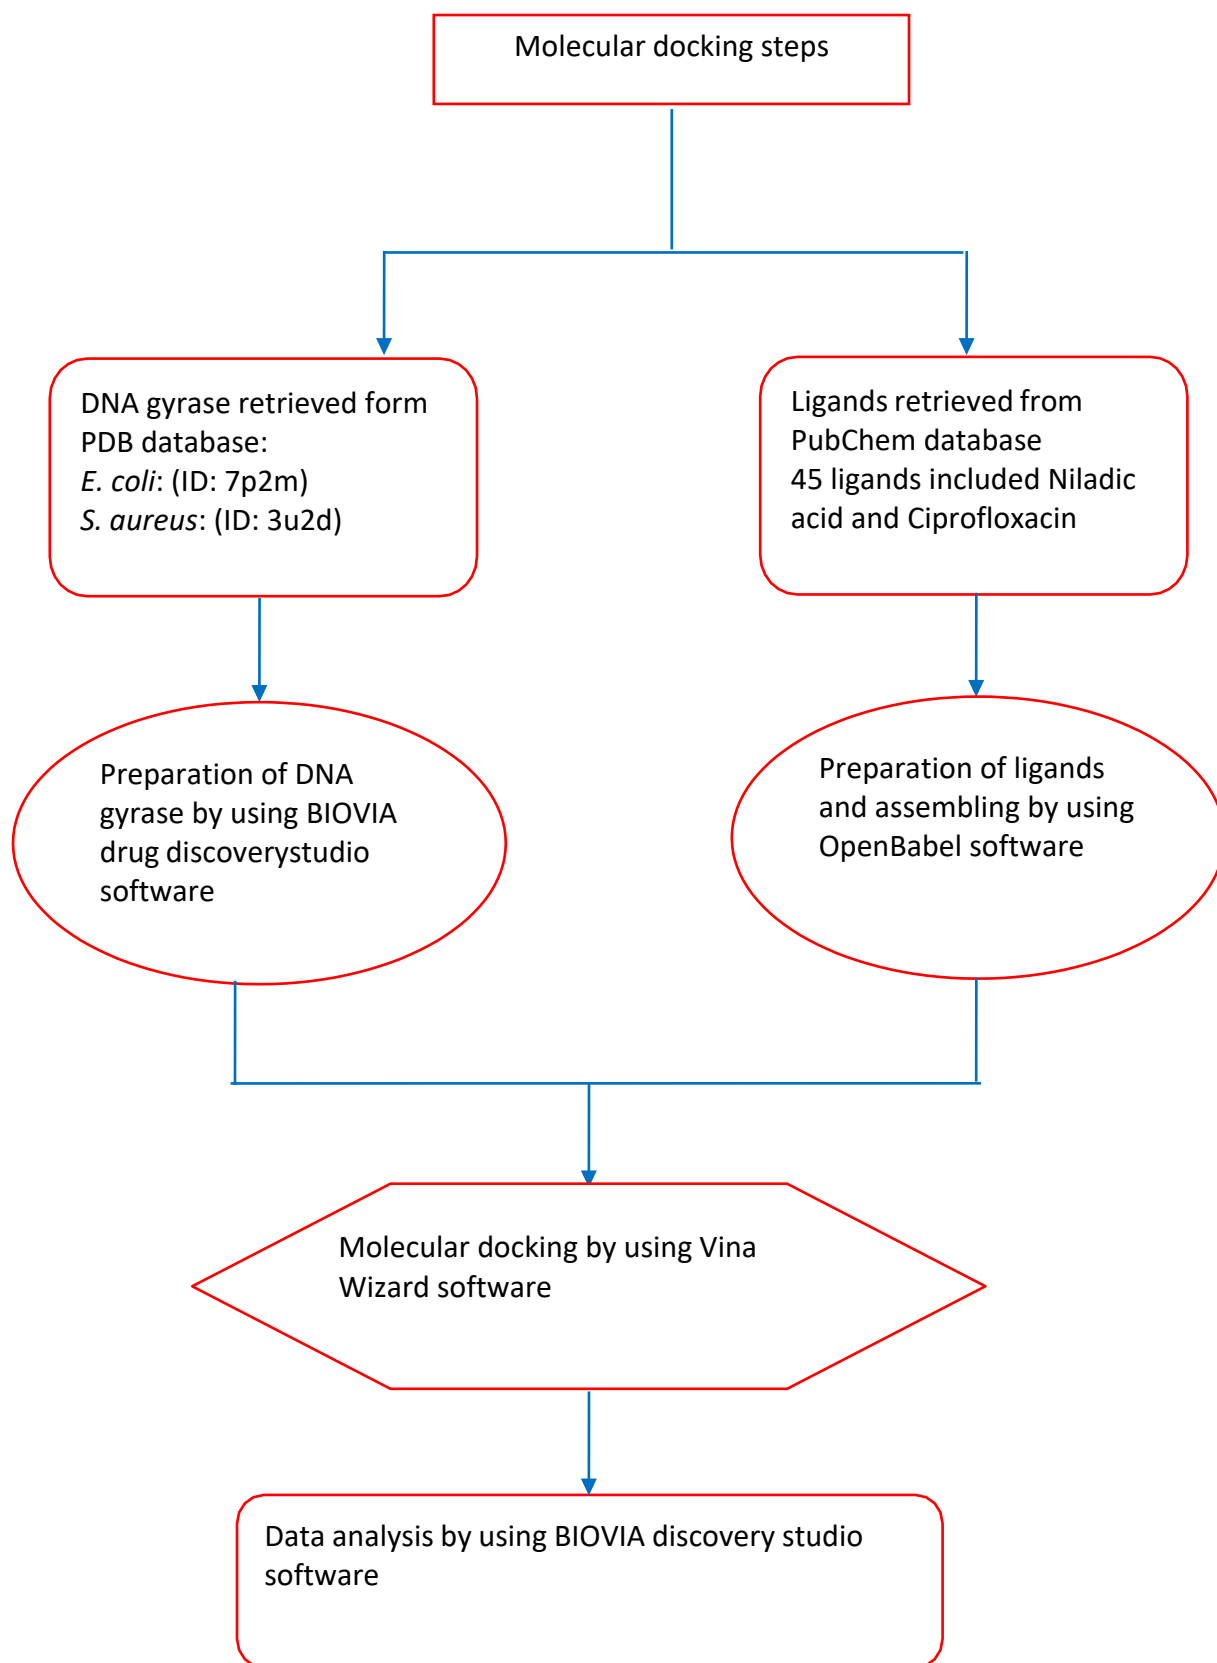 Molecular docking steps
DNA gyrase retrieved form
PDB database:
E. coli: (ID: 7p2m)
S. aureus: (ID: 3u2d)
Ligands retrieved from
PubChem database
45 ligands included Niladic
acid and Ciprofloxacin
Preparation of DNA
gyrase by using BIOVIA
drug discoverystudio
software
Preparation of ligands
and assembling by using
OpenBabel software
Molecular docking by using Vina
Wizard software
Data analysis by using BIOVIA discovery studio
software